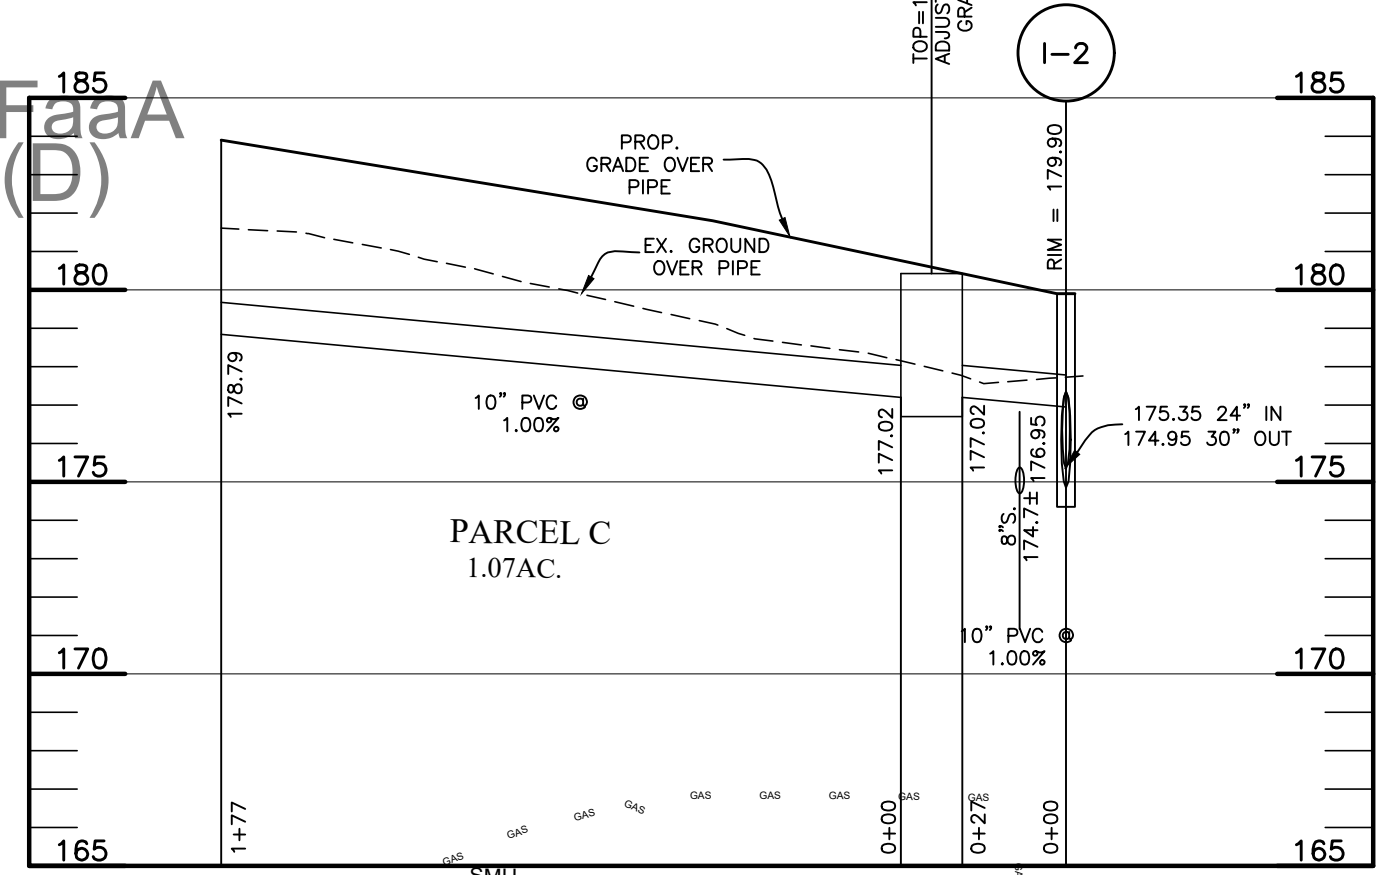 TOP=1
ADJUS
GRA
I-2
185
185
FaaA
(D)
PROP.
GRADE OVER
PIPE
RIM = 179.90
EX. GROUND
OVER PIPE
180
180
178.79
10" PVC @
1.00%
177.02
177.02
176.95
175.35 24" IN
174.95 30" OUT
175
175
8"S.
174.7±
PARCEL C
1.07AC.
10" PVC @
1.00%
170
170
GAS
GAS
GAS
GAS
GAS
GAS
GAS
GAS
GAS
1+77
0+00
0+27
0+00
165
165
SMH